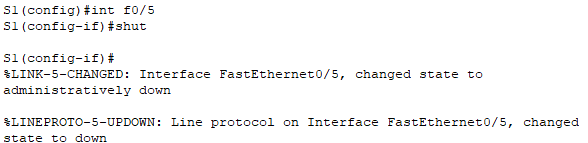 S1(config)#int f0/5
S1(config-if)#shut
S1(config-if)#
%LINK-5-CHANGED: Interface FastEthernet0/5, changed state to
administratively down
%LINEPROTO-5-UPDOWN: Line protocol on Interface FastEthernet0/5, changed
state to down